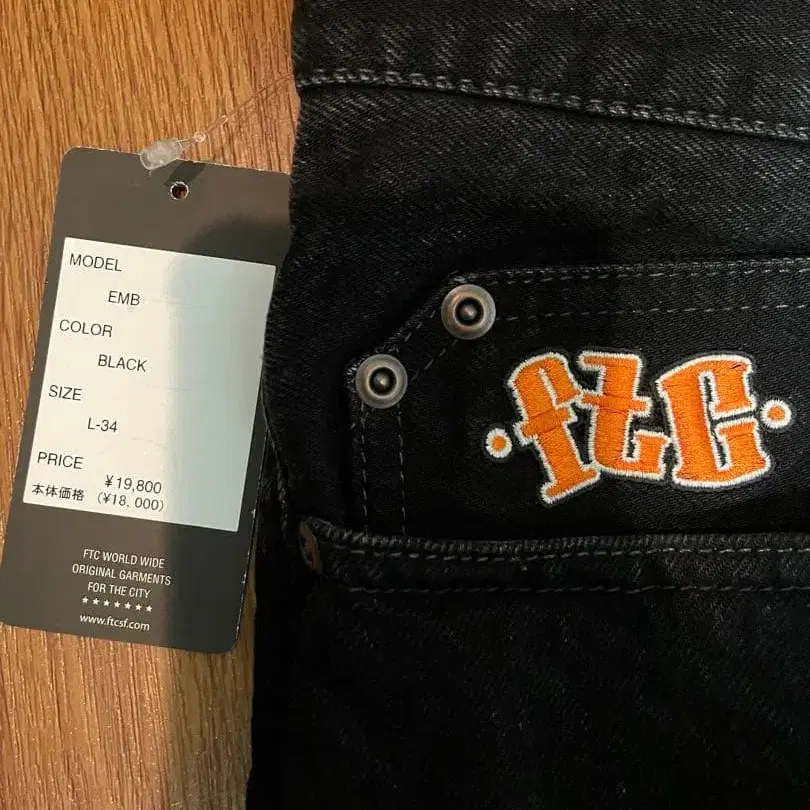 MODEL
EMB
COLOR
BLACK
SIZE
L-34
PRICE
¥19,800
本体価格 (¥18,000)
FTC WORLD WIDE
ORIGINAL GARMENTS
FOR THE CITY
★★★★★★★
www.ftcsf.com
·ftc·